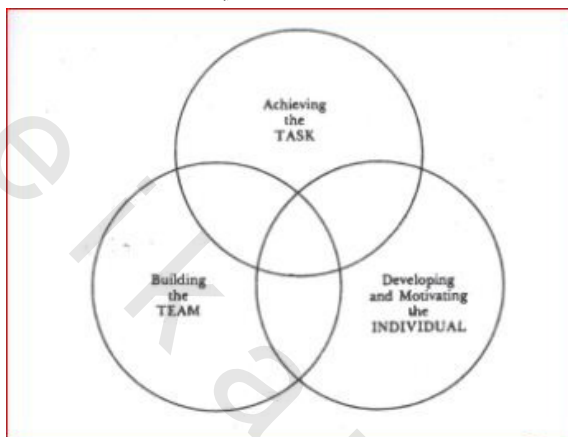 Achieving
the
TASK
Building
the
TEAM
Developing
and Motivating
the
INDIVIDUAL